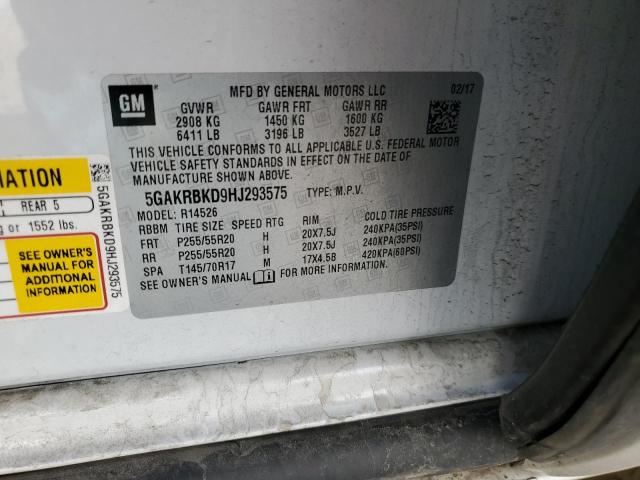 GM
MFD BY GENERAL MOTORS LLC 02/17
GVWR GAWR FRT GAWR RR
2908 KG 1450 KG 1600 KG
6411 LB 3196 LB 3527 LB
THIS VEHICLE CONFORMS TO ALL APPLICABLE U.S. FEDERAL MOTOR
VEHICLE SAFETY STANDARDS IN EFFECT ON THE DATE OF
MANUFACTURE SHOWN ABOVE.
5GAKRBKD9HJ293575 TYPE: M.P.V.
MODEL: R14526
RBBM TIRE SIZE SPEED RTG RIM COLD TIRE PRESSURE
FRT P255/55R20 H 20X7.5J 240KPA(35PSI)
RR P255/55R20 H 20X7.5J 240KPA(35PSI)
SPA T145/70R17 M 17X4.5B 420KPA(60PSI)
SEE OWNER'S MANUAL FOR MORE INFORMATION.
REAR 5
or 1552 lbs.
SEE OWNER'S
MANUAL FOR
ADDITIONAL
INFORMATION
5GAKRBKD9HJ293575